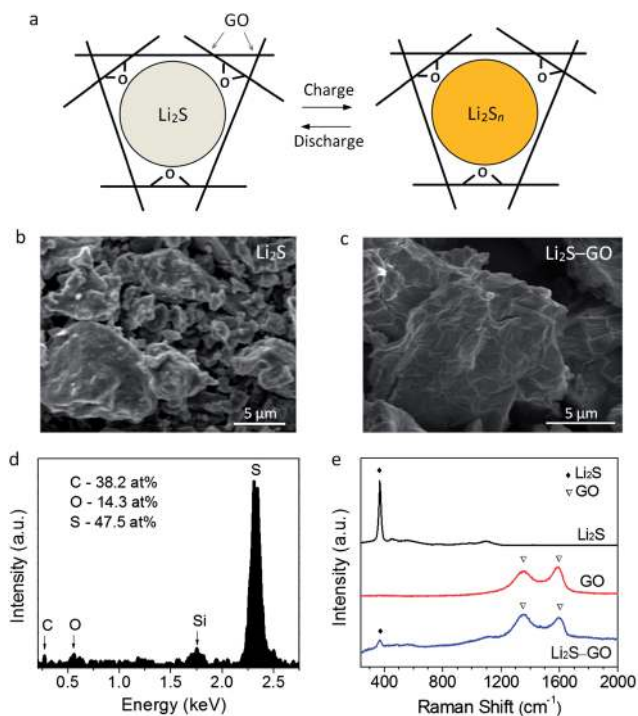 a
GO
Li₂S
Charge
Discharge
Li₂Sn
O O O
O O O
b
Li₂S
5 µm
c
Li₂S–GO
5 µm
d
C - 38.2 at%
O - 14.3 at%
S - 47.5 at%
S
C O Si
Intensity (a.u.)
0.5 1.0 1.5 2.0 2.5
Energy (keV)
e
♦ Li₂S
▽ GO
Li₂S
GO
Li₂S–GO
Intensity (a.u.)
400 800 1200 1600 2000
Raman Shift (cm⁻¹)